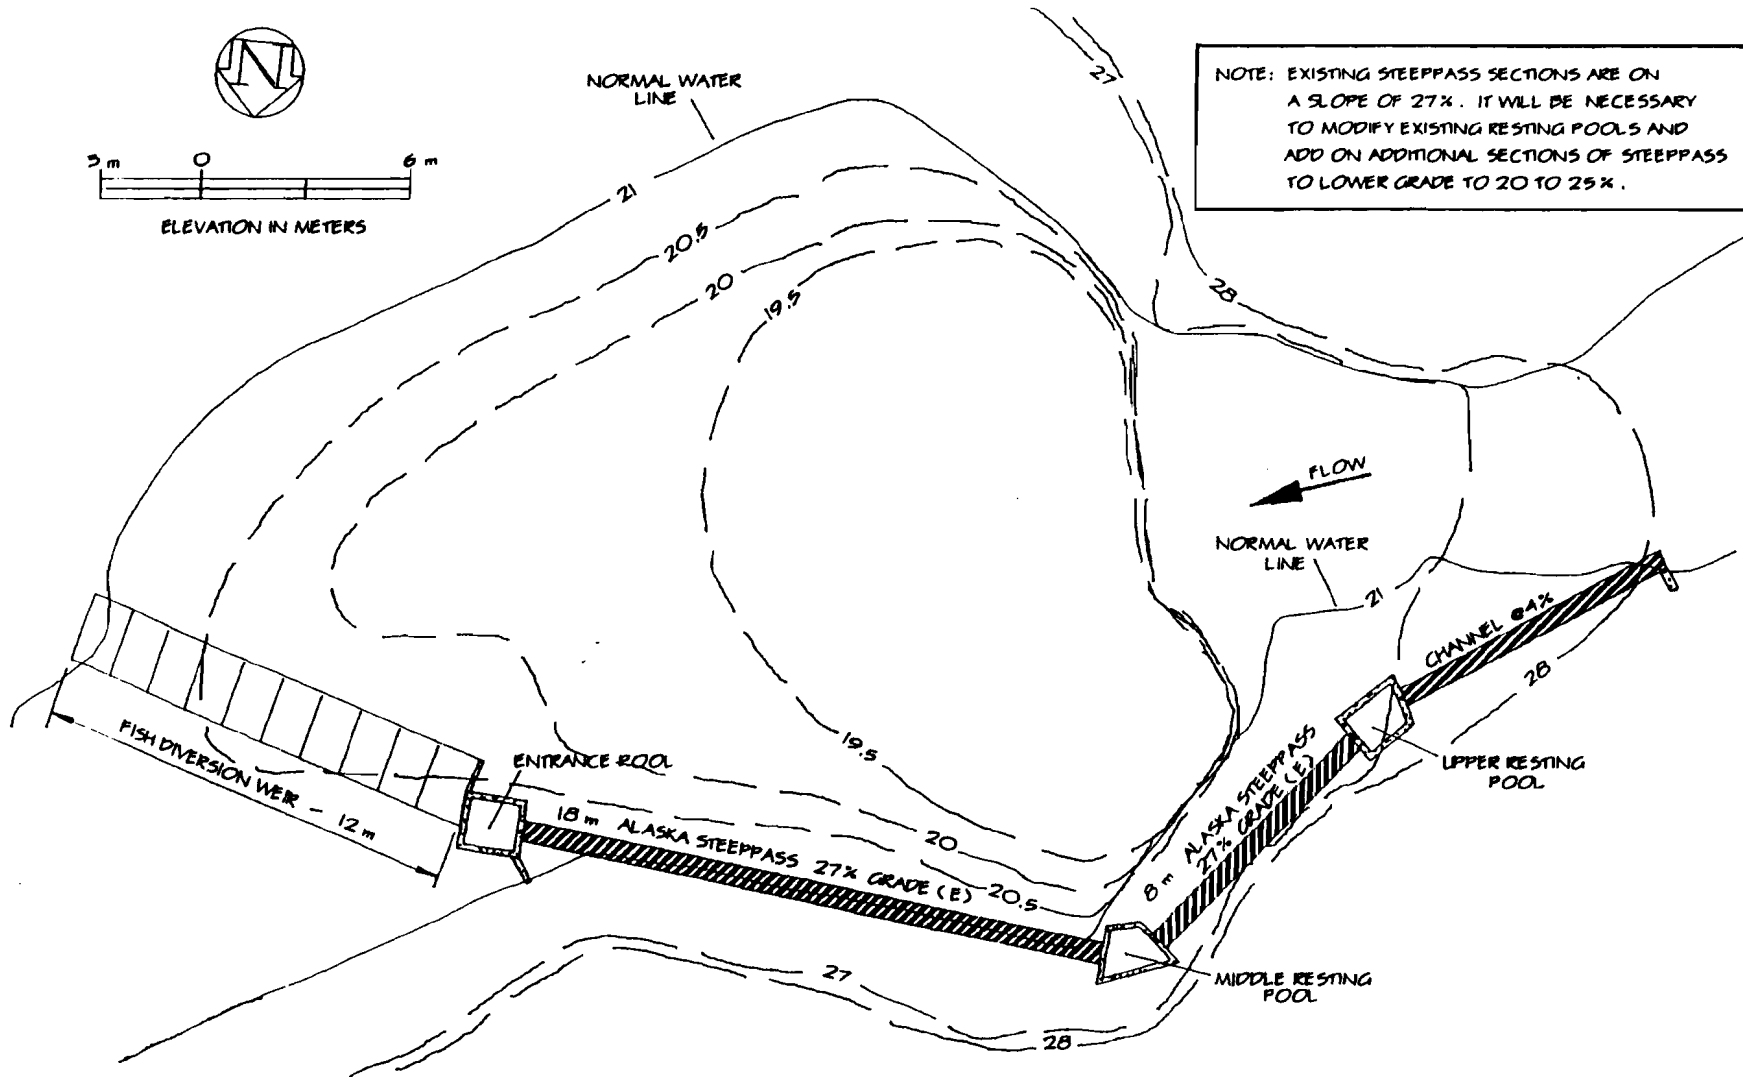 N
3 m 0 6 m
ELEVATION IN METERS
NORMAL WATER
LINE
NOTE: EXISTING STEEPPASS SECTIONS ARE ON
A SLOPE OF 27%. IT WILL BE NECESSARY
TO MODIFY EXISTING RESTING POOLS AND
ADD ON ADDITIONAL SECTIONS OF STEEPPASS
TO LOWER GRADE TO 20 TO 25%.
27
28
21
20.5
20
19.5
FLOW
NORMAL WATER
LINE
21
CHANNEL @4%
28
UPPER RESTING
POOL
FISH DIVERSION WEIR - 12 m
ENTRANCE POOL
19.5
20
20.5
18 m ALASKA STEEPPASS 27% GRADE (E)
8 m ALASKA STEEPPASS
27% GRADE (E)
MIDDLE RESTING
POOL
27
28